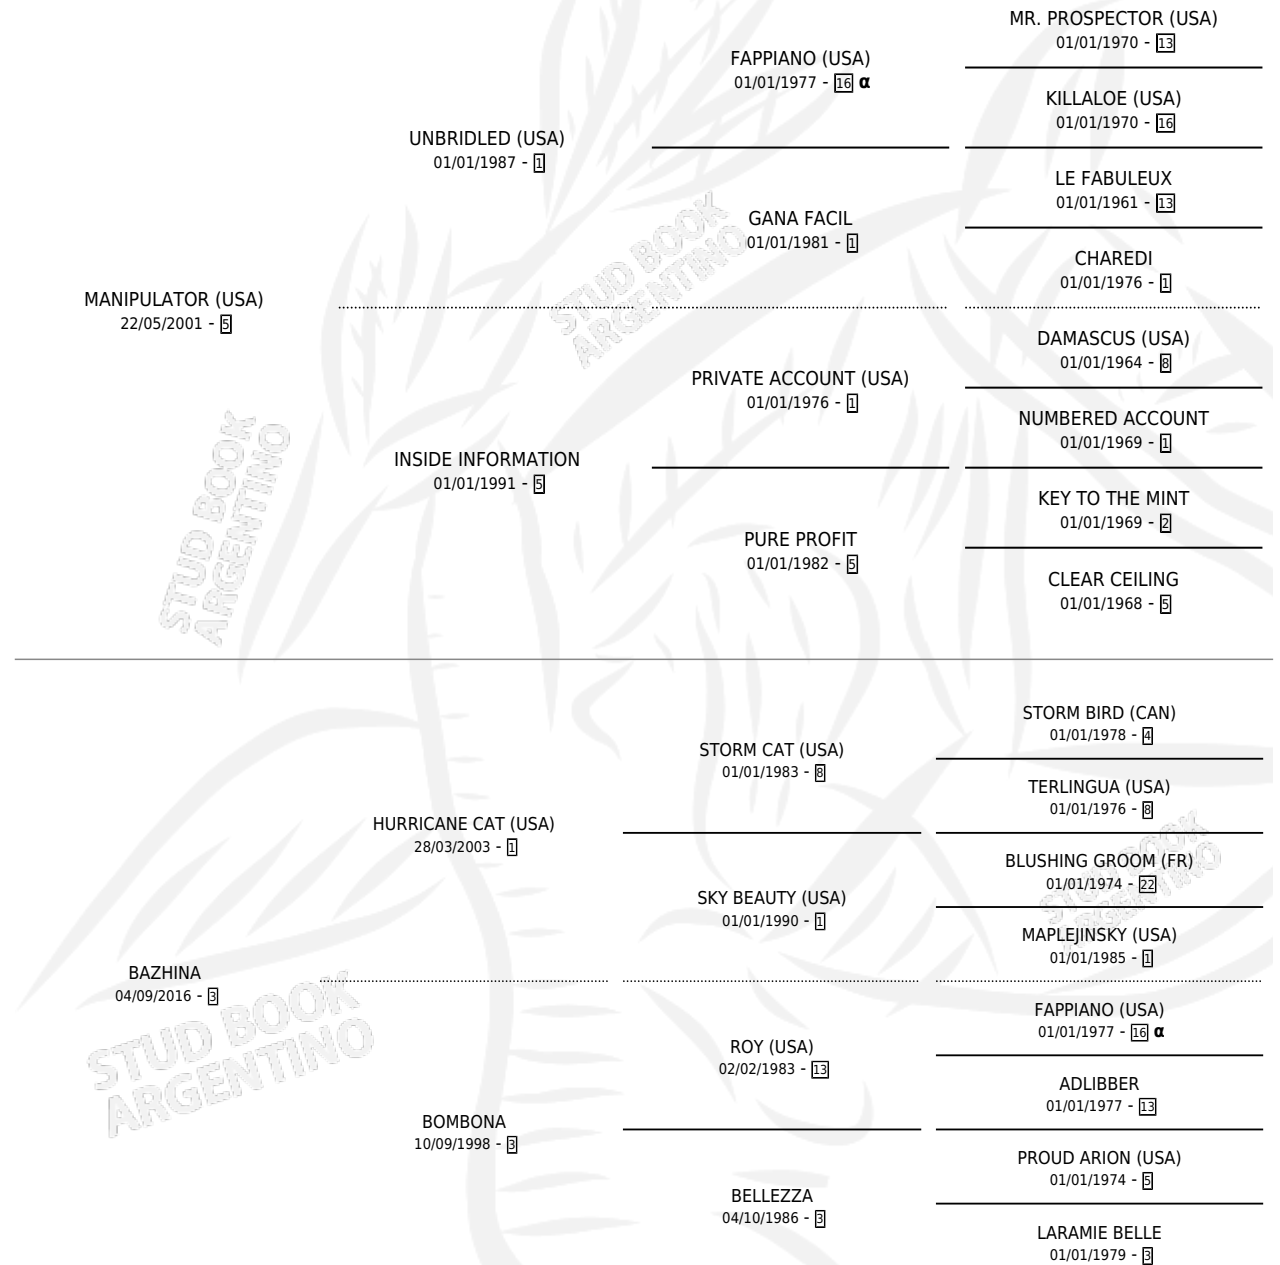 MR. PROSPECTOR (USA)
01/01/1970 - 13
FAPPIANO (USA)
01/01/1977 - 16 α
KILLALOE (USA)
01/01/1970 - 16
UNBRIDLED (USA)
01/01/1987 - 1
LE FABULEUX
01/01/1961 - 13
GANA FACIL
01/01/1981 - 1
CHAREDI
01/01/1976 - 1
MANIPULATOR (USA)
22/05/2001 - 5
DAMASCUS (USA)
01/01/1964 - 8
PRIVATE ACCOUNT (USA)
01/01/1976 - 1
NUMBERED ACCOUNT
01/01/1969 - 1
INSIDE INFORMATION
01/01/1991 - 5
KEY TO THE MINT
01/01/1969 - 2
PURE PROFIT
01/01/1982 - 5
CLEAR CEILING
01/01/1968 - 5
STORM BIRD (CAN)
01/01/1978 - 4
STORM CAT (USA)
01/01/1983 - 8
TERLINGUA (USA)
01/01/1976 - 8
HURRICANE CAT (USA)
28/03/2003 - 1
BLUSHING GROOM (FR)
01/01/1974 - 22
SKY BEAUTY (USA)
01/01/1990 - 1
MAPLEJINSKY (USA)
01/01/1985 - 1
BAZHINA
04/09/2016 - 3
FAPPIANO (USA)
01/01/1977 - 16 α
ROY (USA)
02/02/1983 - 13
ADLIBBER
01/01/1977 - 13
BOMBONA
10/09/1998 - 3
PROUD ARION (USA)
01/01/1974 - 5
BELLEZZA
04/10/1986 - 3
LARAMIE BELLE
01/01/1979 - 3
STUD BOOK
ARGENTINO
STUD BOOK
ARGENTINO
STUD BOOK
ARGENTINO
STUD BOOK
ARGENTINO